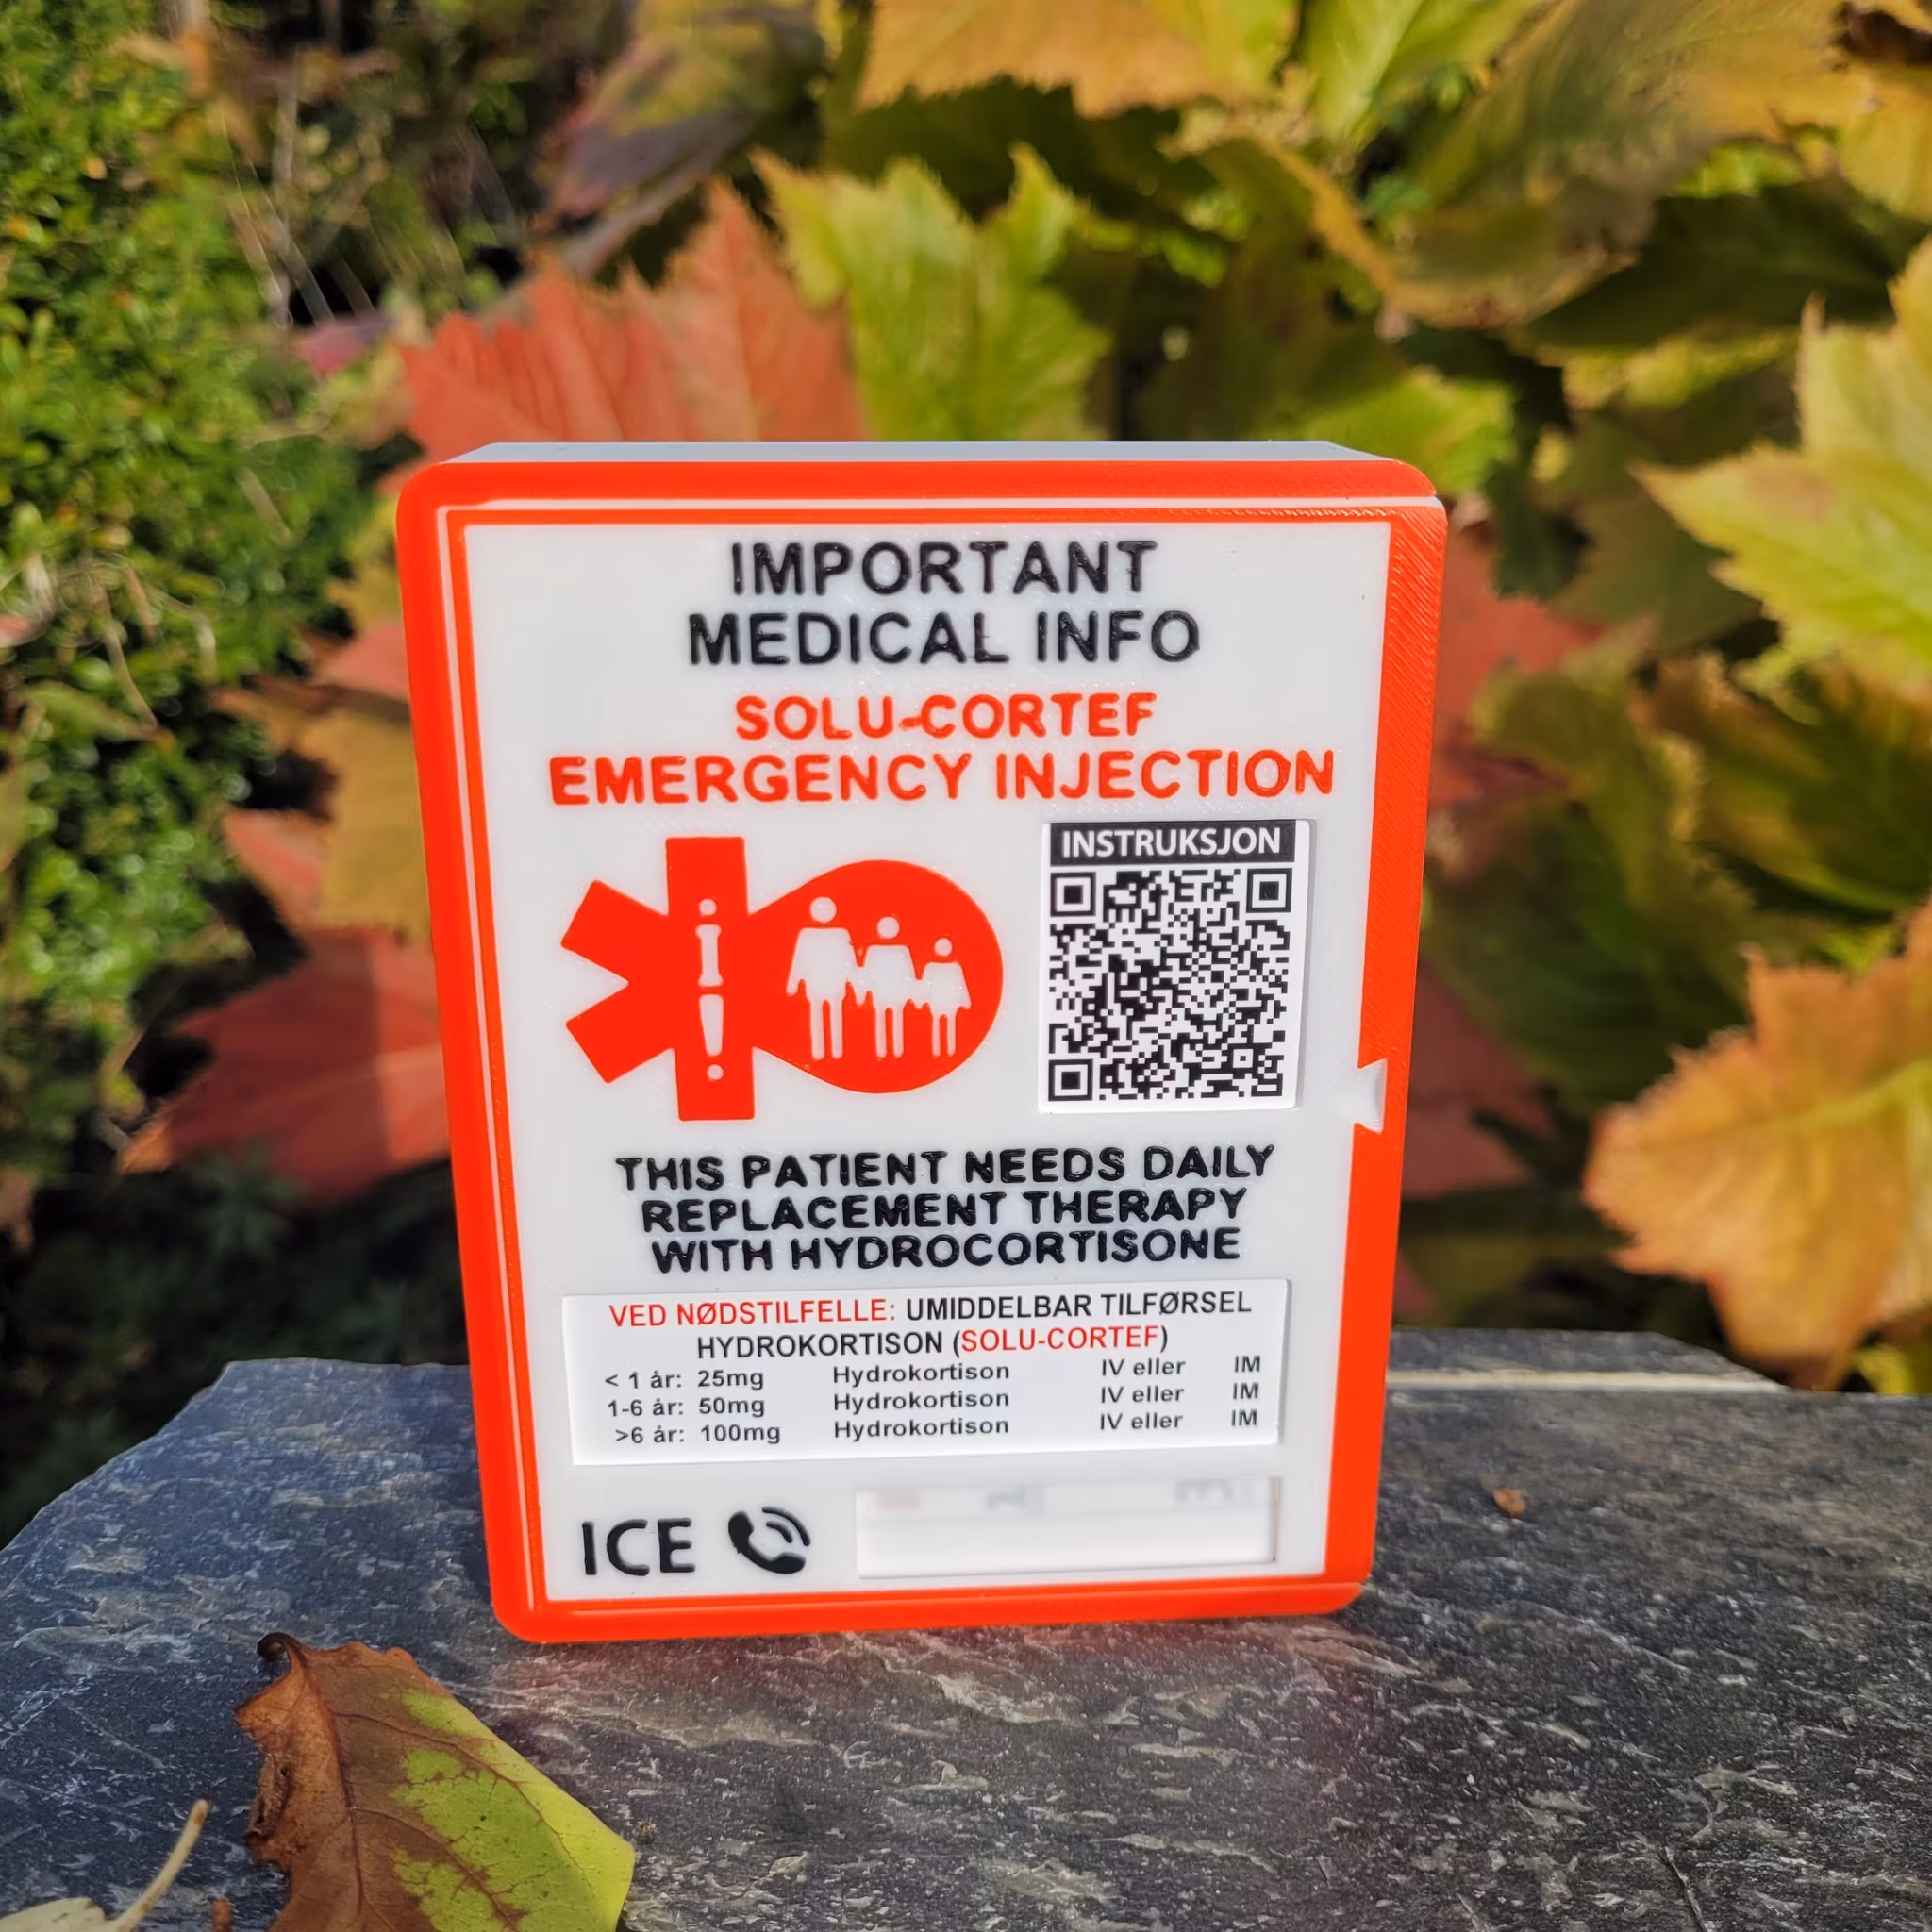 IMPORTANT
MEDICAL INFO
SOLU-CORTEF
EMERGENCY INJECTION
INSTRUKSJON
THIS PATIENT NEEDS DAILY
REPLACEMENT THERAPY
WITH HYDROCORTISONE
VED NØDSTILFELLE: UMIDDELBAR TILFØRSEL
HYDROKORTISON (SOLU-CORTEF)
< 1 år: 25mg Hydrokortison IV eller IM
1-6 år: 50mg Hydrokortison IV eller IM
>6 år: 100mg Hydrokortison IV eller IM
ICE